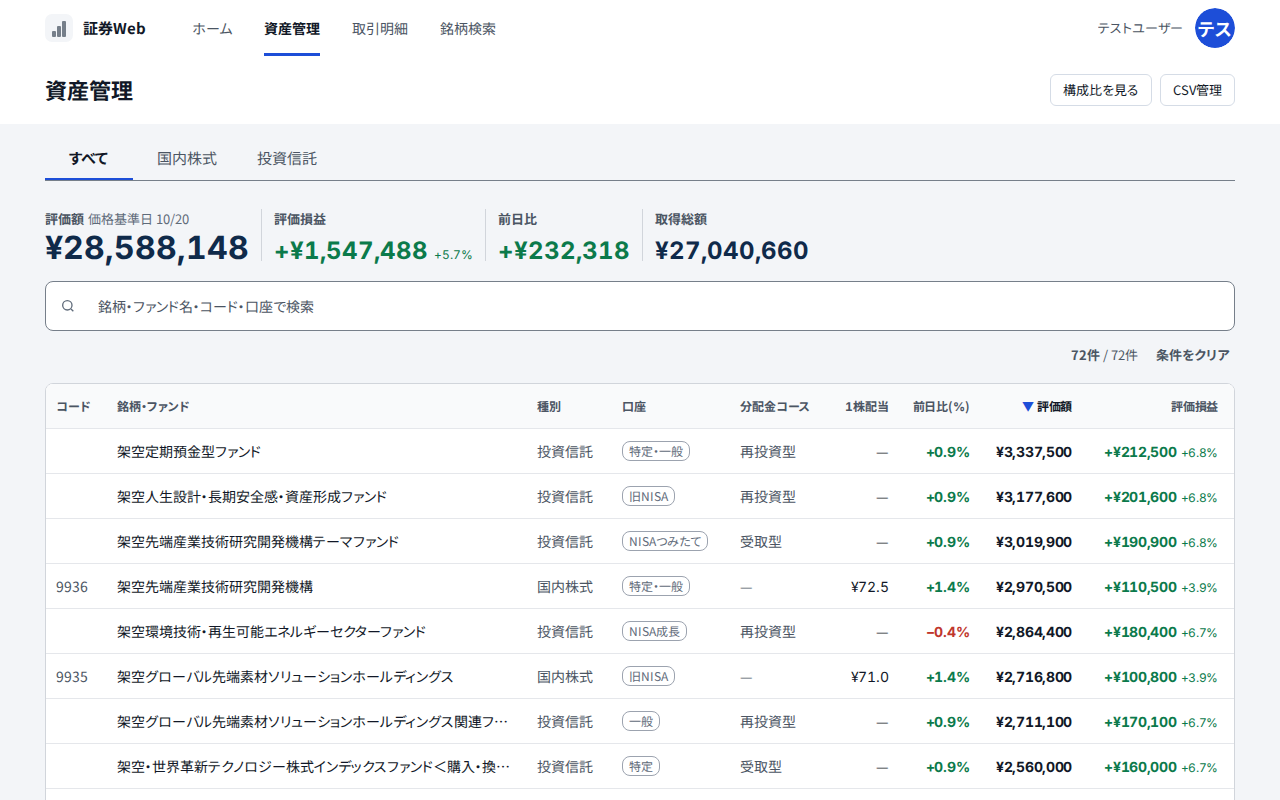 証券Web ホーム 資産管理 取引明細 銘柄検索 テストユーザー テス
資産管理 構成比を見る CSV管理
すべて 国内株式 投資信託
評価額 価格基準日 10/20 評価損益 前日比 取得総額
¥28,588,148 +¥1,547,488 +5.7% +¥232,318 ¥27,040,660
銘柄・ファンド名・コード・口座で検索
72件 / 72件 条件をクリア
コード 銘柄・ファンド 種別 口座 分配金コース 1株配当 前日比(%) ▼ 評価額 評価損益
架空定期預金型ファンド 投資信託 特定・一般 再投資型 — +0.9% ¥3,337,500 +¥212,500 +6.8%
架空人生設計・長期安全感・資産形成ファンド 投資信託 旧NISA 再投資型 — +0.9% ¥3,177,600 +¥201,600 +6.8%
架空先端産業技術研究開発機構テーマファンド 投資信託 NISAつみたて 受取型 — +0.9% ¥3,019,900 +¥190,900 +6.8%
9936 架空先端産業技術研究開発機構 国内株式 特定・一般 — ¥72.5 +1.4% ¥2,970,500 +¥110,500 +3.9%
架空環境技術・再生可能エネルギーセクターファンド 投資信託 NISA成長 再投資型 — −0.4% ¥2,864,400 +¥180,400 +6.7%
9935 架空グローバル先端素材ソリューションホールディングス 国内株式 旧NISA — ¥71.0 +1.4% ¥2,716,800 +¥100,800 +3.9%
架空グローバル先端素材ソリューションホールディングス関連フ… 投資信託 一般 再投資型 — +0.9% ¥2,711,100 +¥170,100 +6.7%
架空・世界革新テクノロジー株式インデックスファンド＜購入・換… 投資信託 特定 受取型 — +0.9% ¥2,560,000 +¥160,000 +6.7%